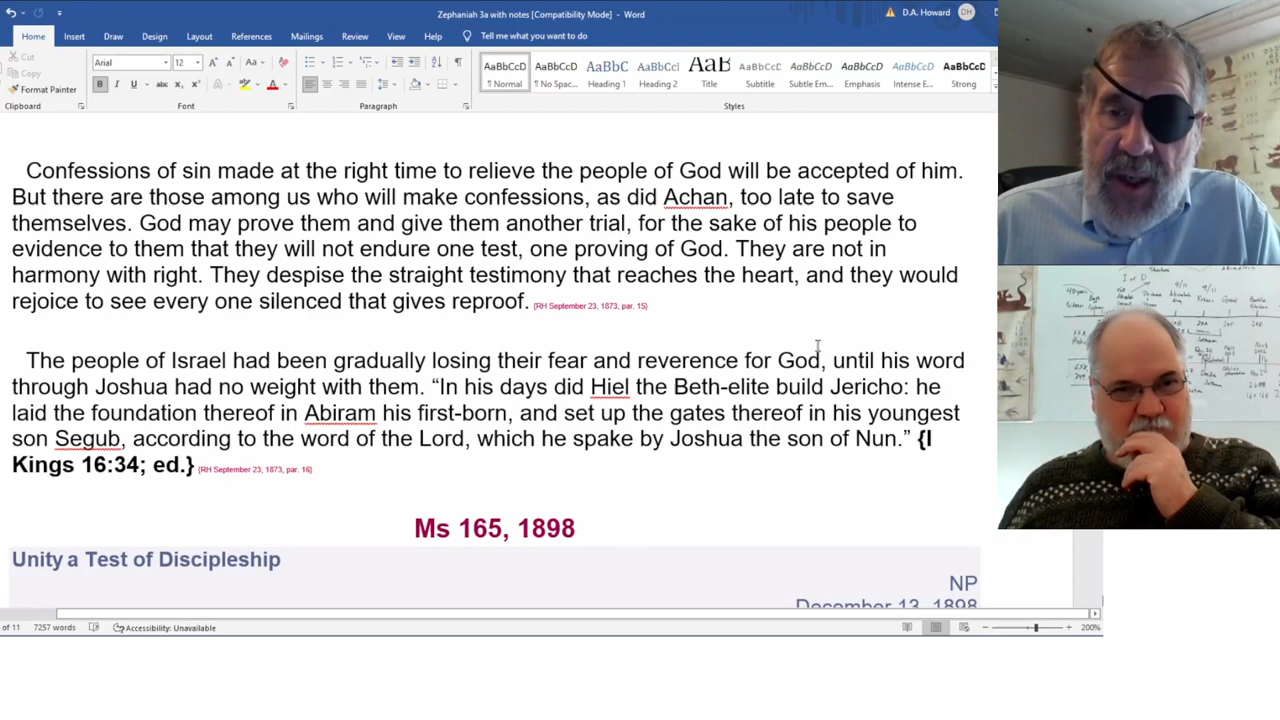 Zephaniah 3a with notes [Compatibility Mode] - Word
D.A. Howard
DH
Home Insert Draw Design Layout References Mailings Review View Help Tell me what you want to do
Cut
Copy
Format Painter
Clipboard
Arial 12
Font
Paragraph
AaBbCcD AaBbCcD AaBbC AaBbCcI AaB AaBbCcD AaBbCcD AaBbCcD AaBbCcD AaBbCcD
¶ Normal ¶ No Spac... Heading 1 Heading 2 Title Subtitle Subtle Em... Emphasis Intense E... Strong
Styles
Confessions of sin made at the right time to relieve the people of God will be accepted of him.
But there are those among us who will make confessions, as did Achan, too late to save
themselves. God may prove them and give them another trial, for the sake of his people to
evidence to them that they will not endure one test, one proving of God. They are not in
harmony with right. They despise the straight testimony that reaches the heart, and they would
rejoice to see every one silenced that gives reproof. {RH September 23, 1873, par. 15}
The people of Israel had been gradually losing their fear and reverence for God, until his word
through Joshua had no weight with them. “In his days did Hiel the Beth-elite build Jericho: he
laid the foundation thereof in Abiram his first-born, and set up the gates thereof in his youngest
son Segub, according to the word of the Lord, which he spake by Joshua the son of Nun.” {I
Kings 16:34; ed.} {RH September 23, 1873, par. 16}
Ms 165, 1898
Unity a Test of Discipleship
NP
December 13, 1898
of 11 7257 words Accessibility: Unavailable 200%